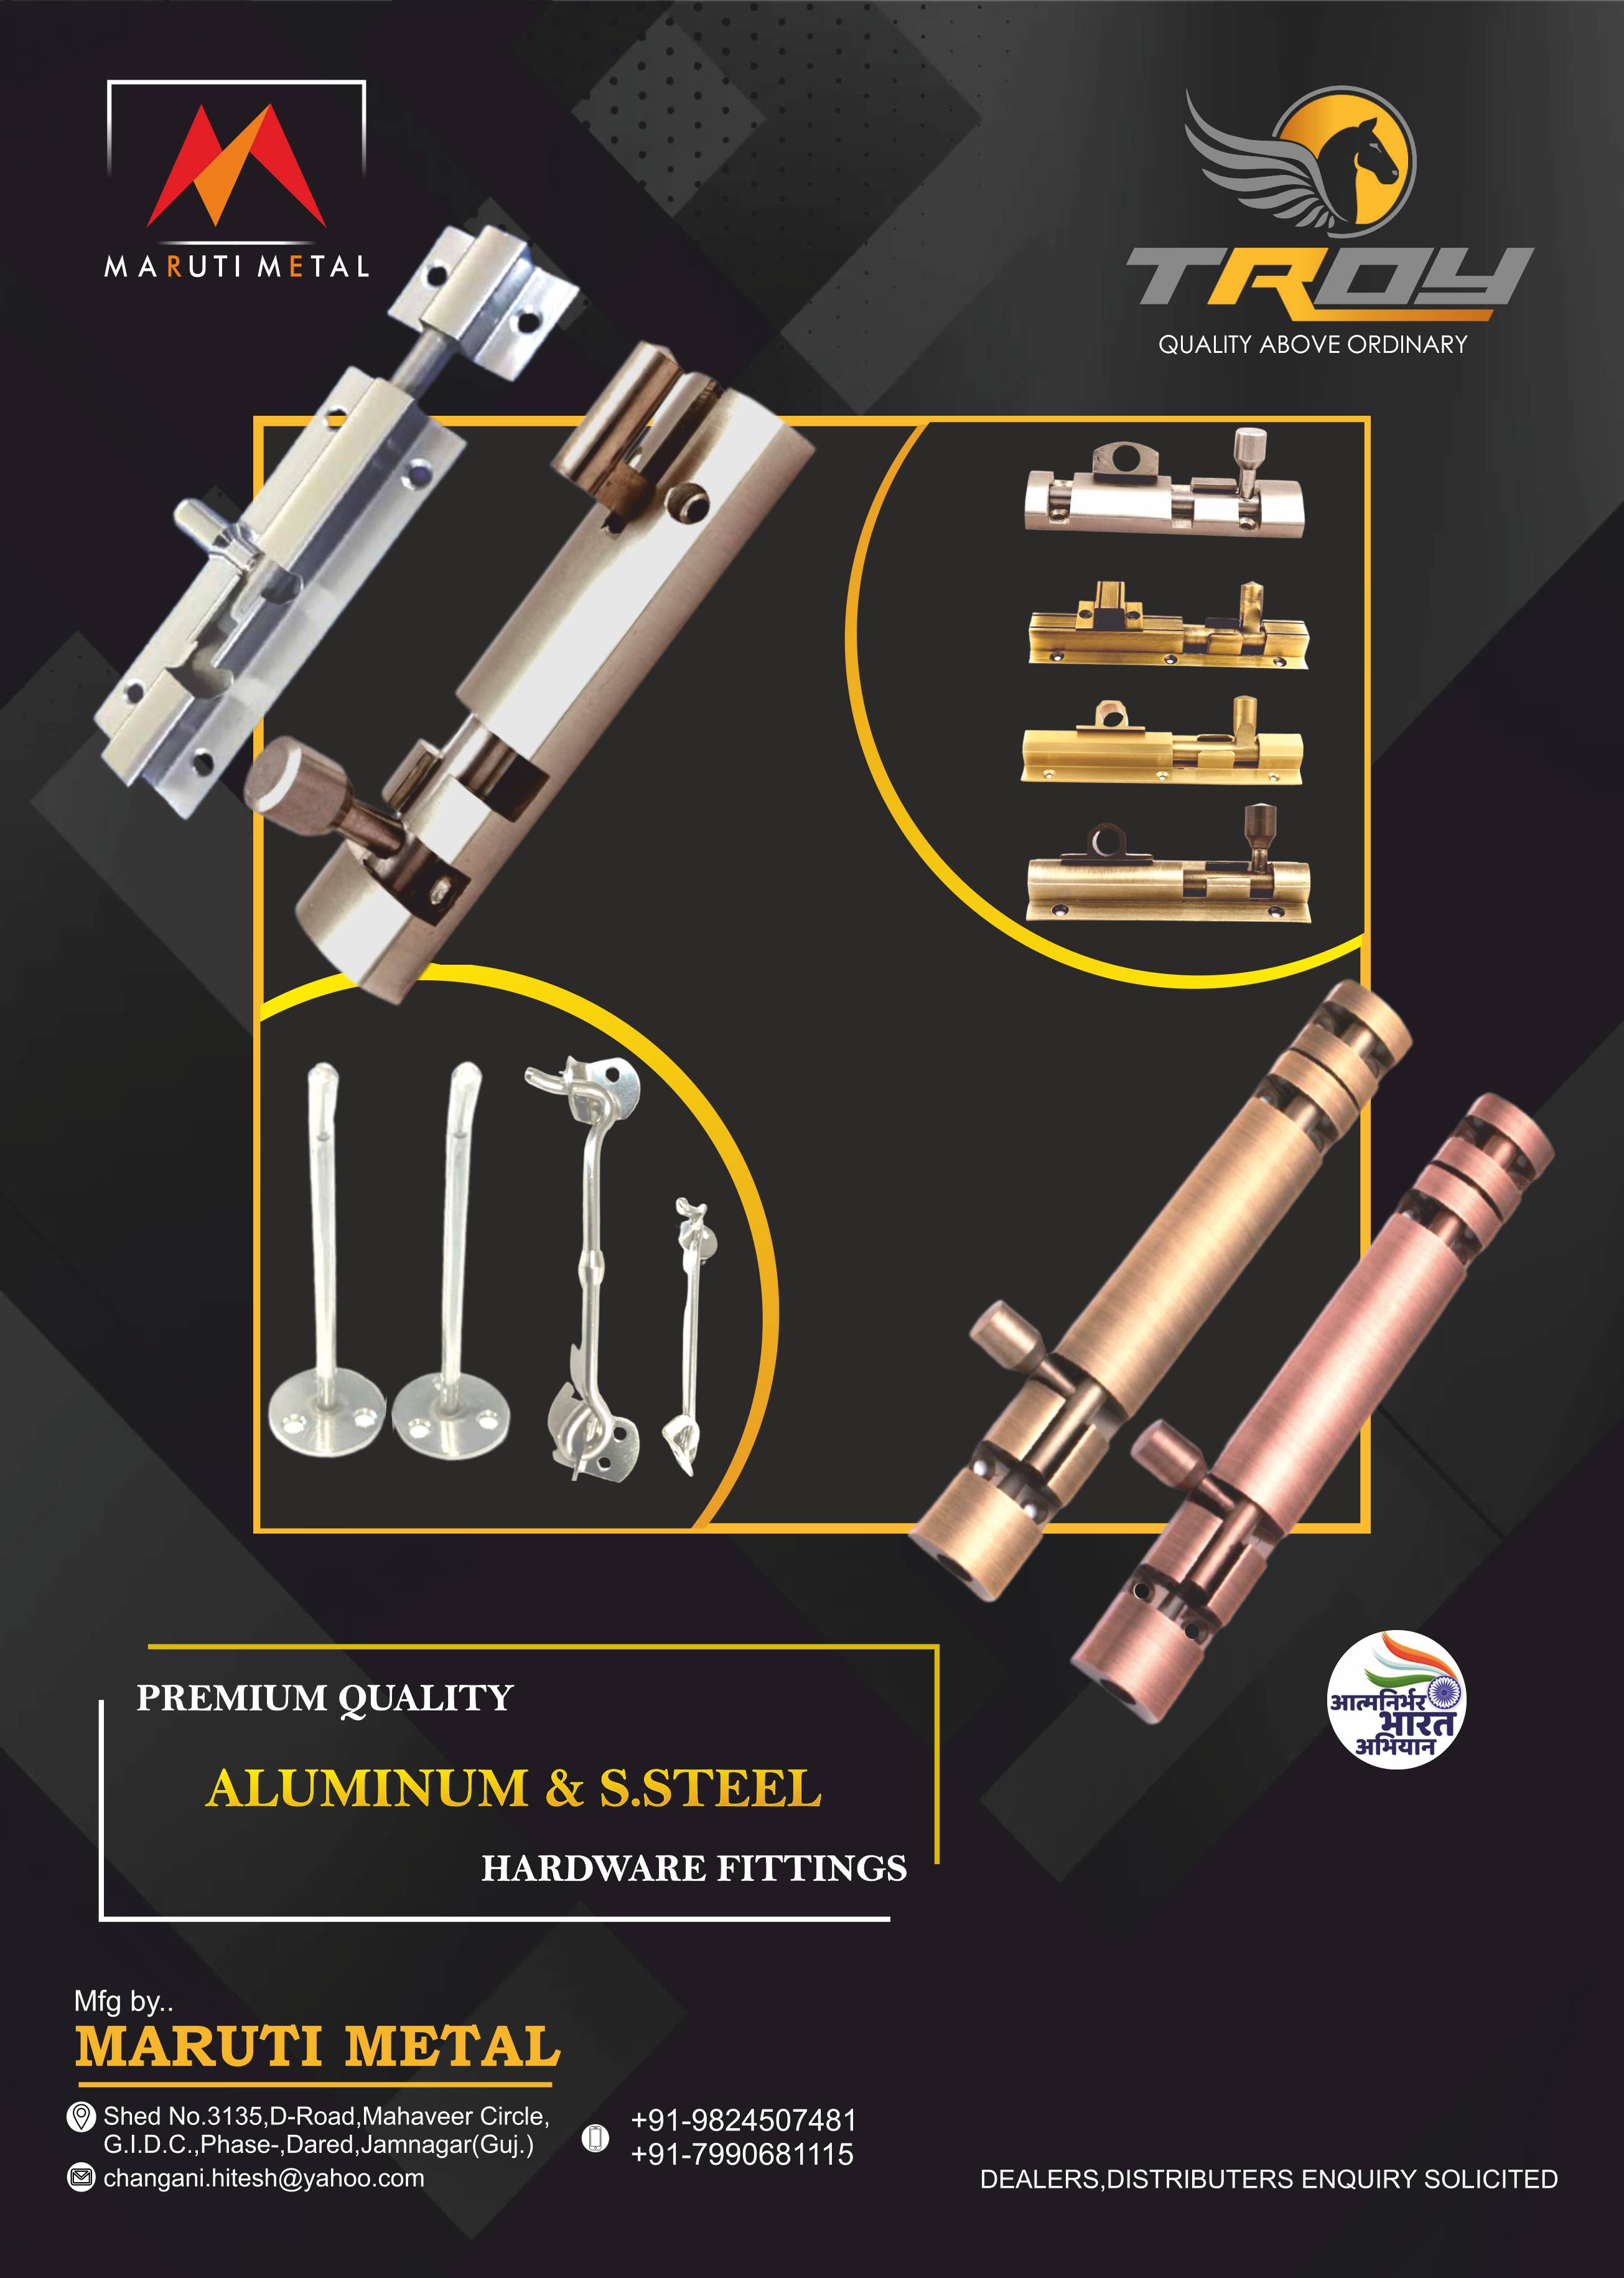 MARUTI METAL
TROY
QUALITY ABOVE ORDINARY
PREMIUM QUALITY
ALUMINUM & S.STEEL
HARDWARE FITTINGS
आत्मनिर्भर
भारत
अभियान
Mfg by..
MARUTI METAL
Shed No.3135,D-Road,Mahaveer Circle,
G.I.D.C.,Phase-,Dared,Jamnagar(Guj.)
changani.hitesh@yahoo.com
+91-9824507481
+91-7990681115
DEALERS,DISTRIBUTERS ENQUIRY SOLICITED